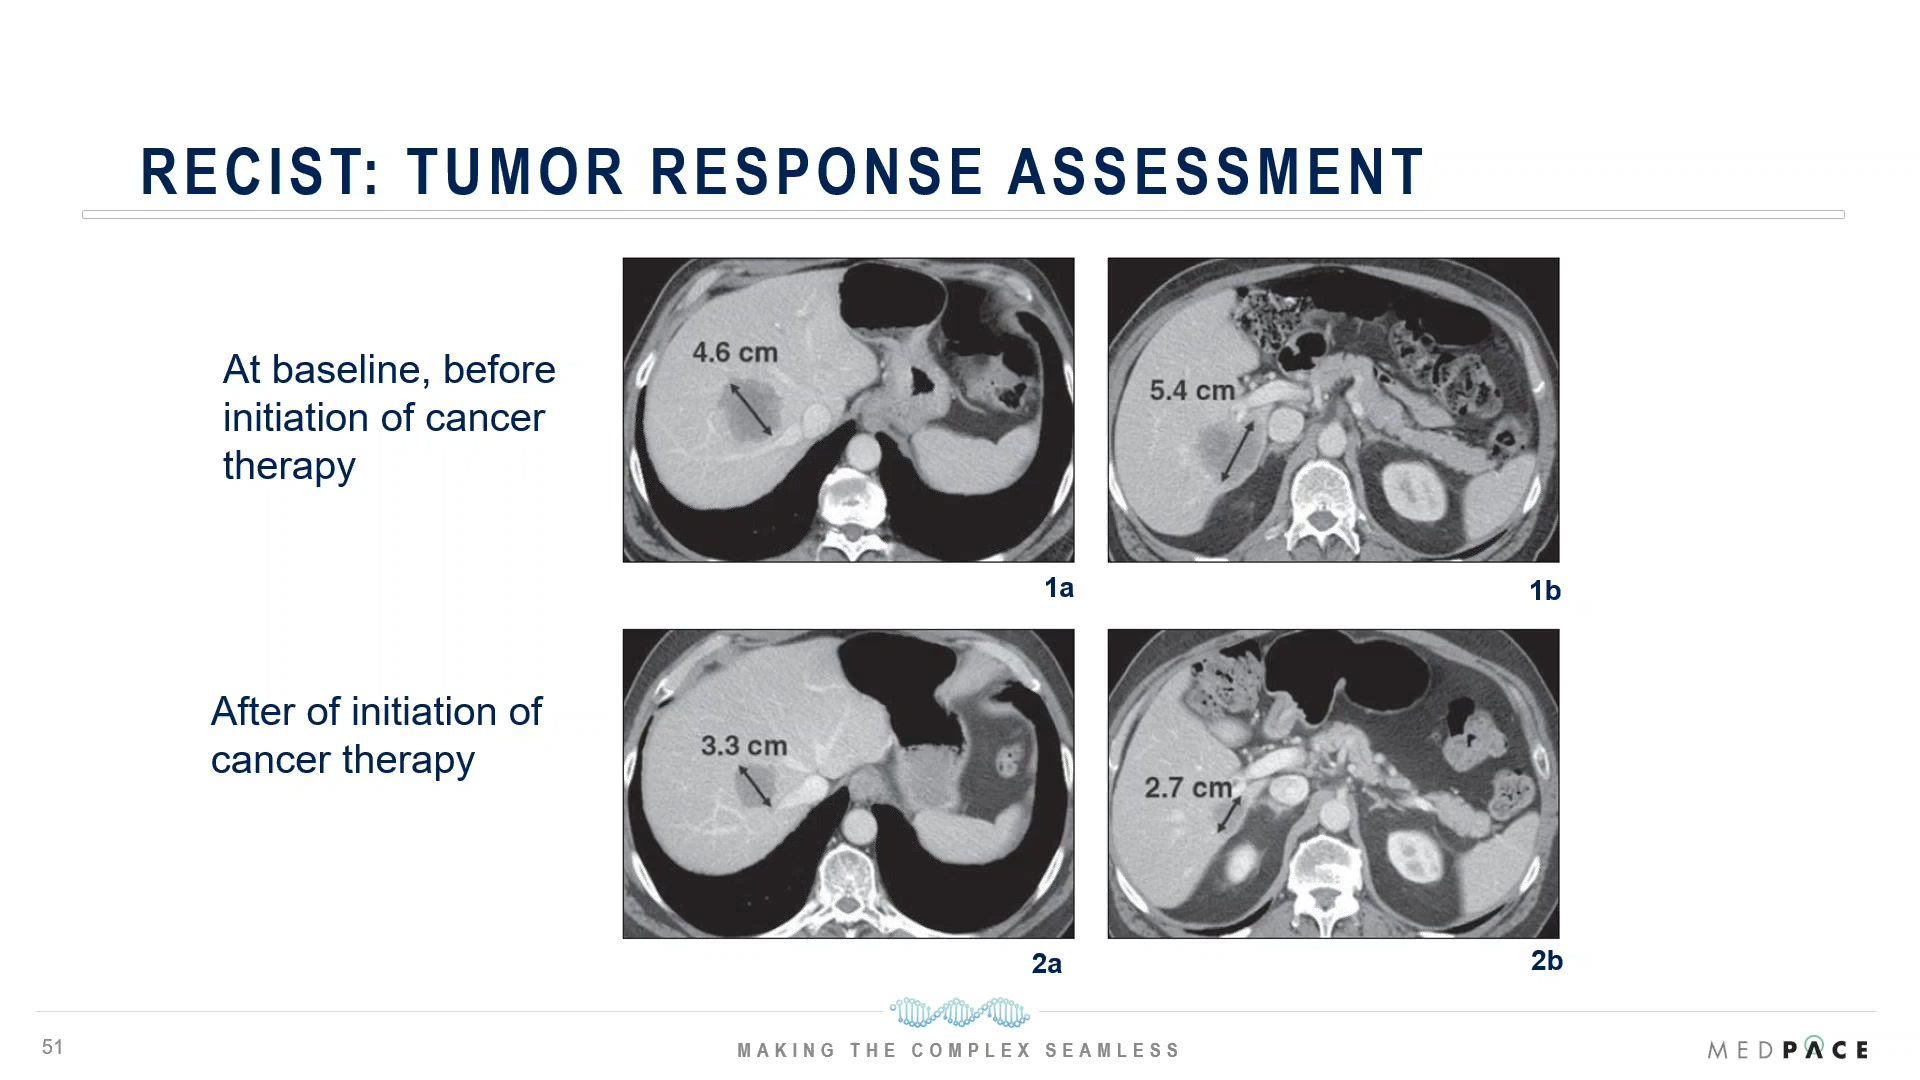 RECIST: TUMOR RESPONSE ASSESSMENT
At baseline, before
initiation of cancer
therapy
4.6 cm
5.4 cm
1a
1b
After of initiation of
cancer therapy
3.3 cm
2.7 cm
2a
2b
51
MAKING THE COMPLEX SEAMLESS
MEDPACE